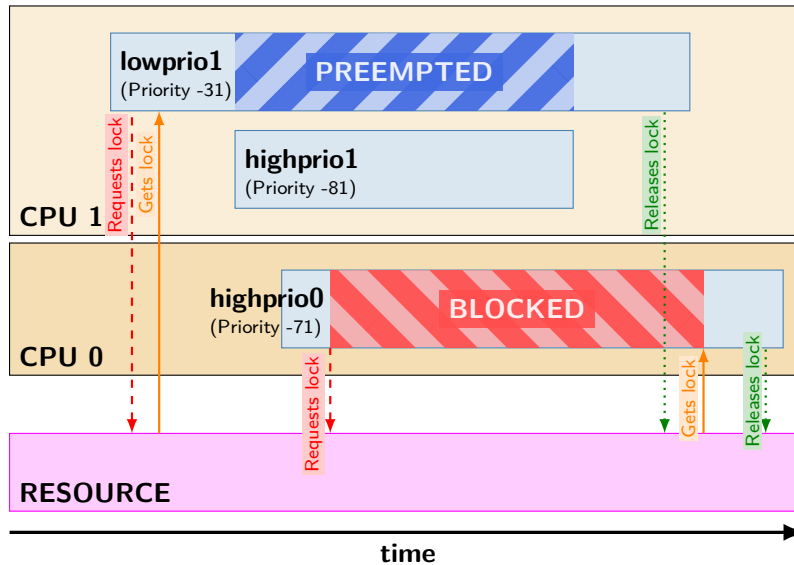 lowprio1
(Priority -31)
PREEMPTED
Requests lock
Gets lock
highprio1
(Priority -81)
Releases lock
CPU 1
highprio0
(Priority -71)
BLOCKED
CPU 0
Requests lock
Gets lock
Releases lock
RESOURCE
time